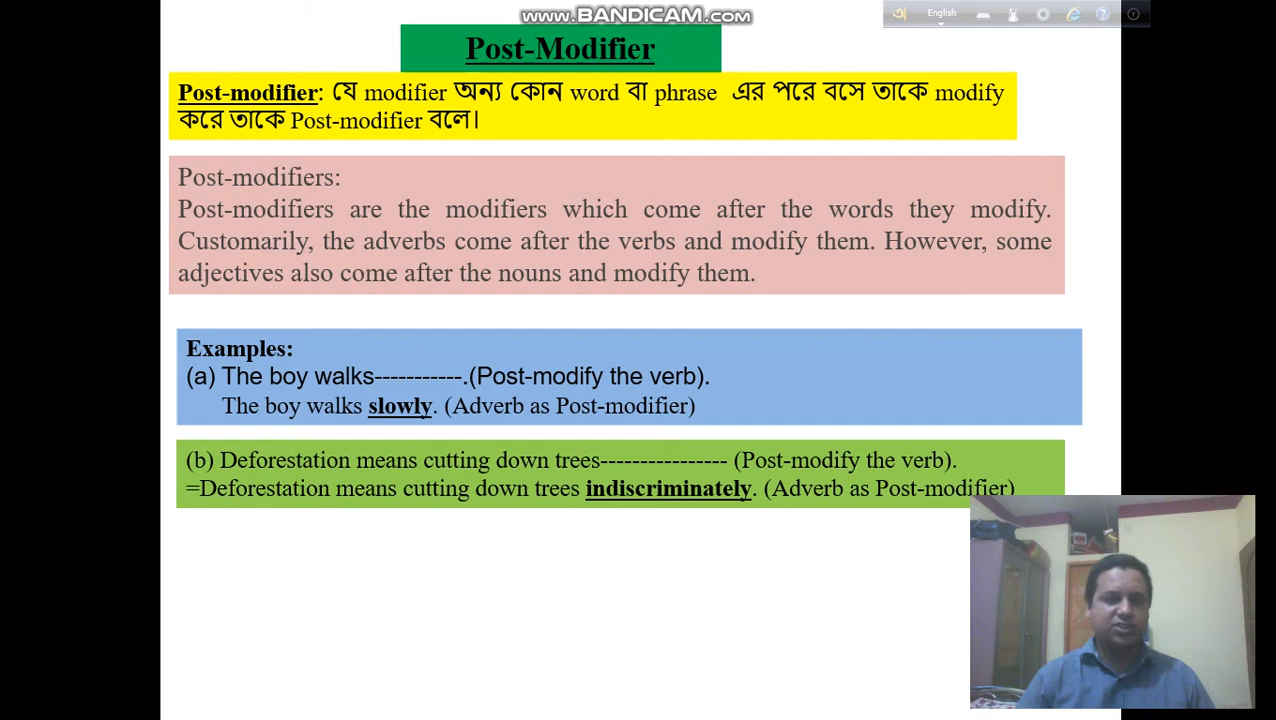 www.BANDICAM.com
English
Post-Modifier
Post-modifier: যে modifier অন্য কোন word বা phrase এর পরে বসে তাকে modify
করে তাকে Post-modifier বলে।
Post-modifiers:
Post-modifiers are the modifiers which come after the words they modify.
Customarily, the adverbs come after the verbs and modify them. However, some
adjectives also come after the nouns and modify them.
Examples:
(a) The boy walks-----------.(Post-modify the verb).
The boy walks slowly. (Adverb as Post-modifier)
(b) Deforestation means cutting down trees---------------- (Post-modify the verb).
=Deforestation means cutting down trees indiscriminately. (Adverb as Post-modifier)